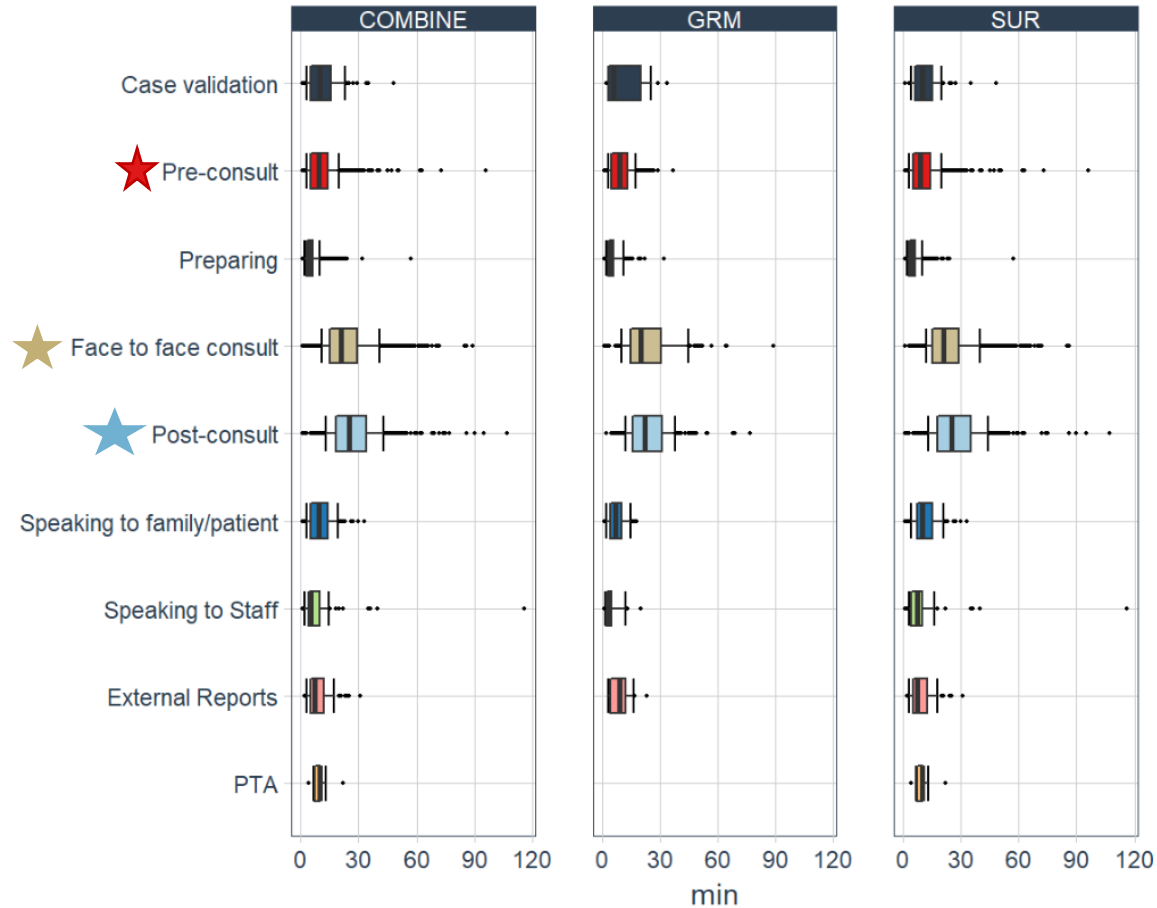 COMBINE GRM SUR
Case validation
Pre-consult
Preparing
Face to face consult
Post-consult
Speaking to family/patient
Speaking to Staff
External Reports
PTA
0 30 60 90 120 0 30 60 90 120 0 30 60 90 120
min